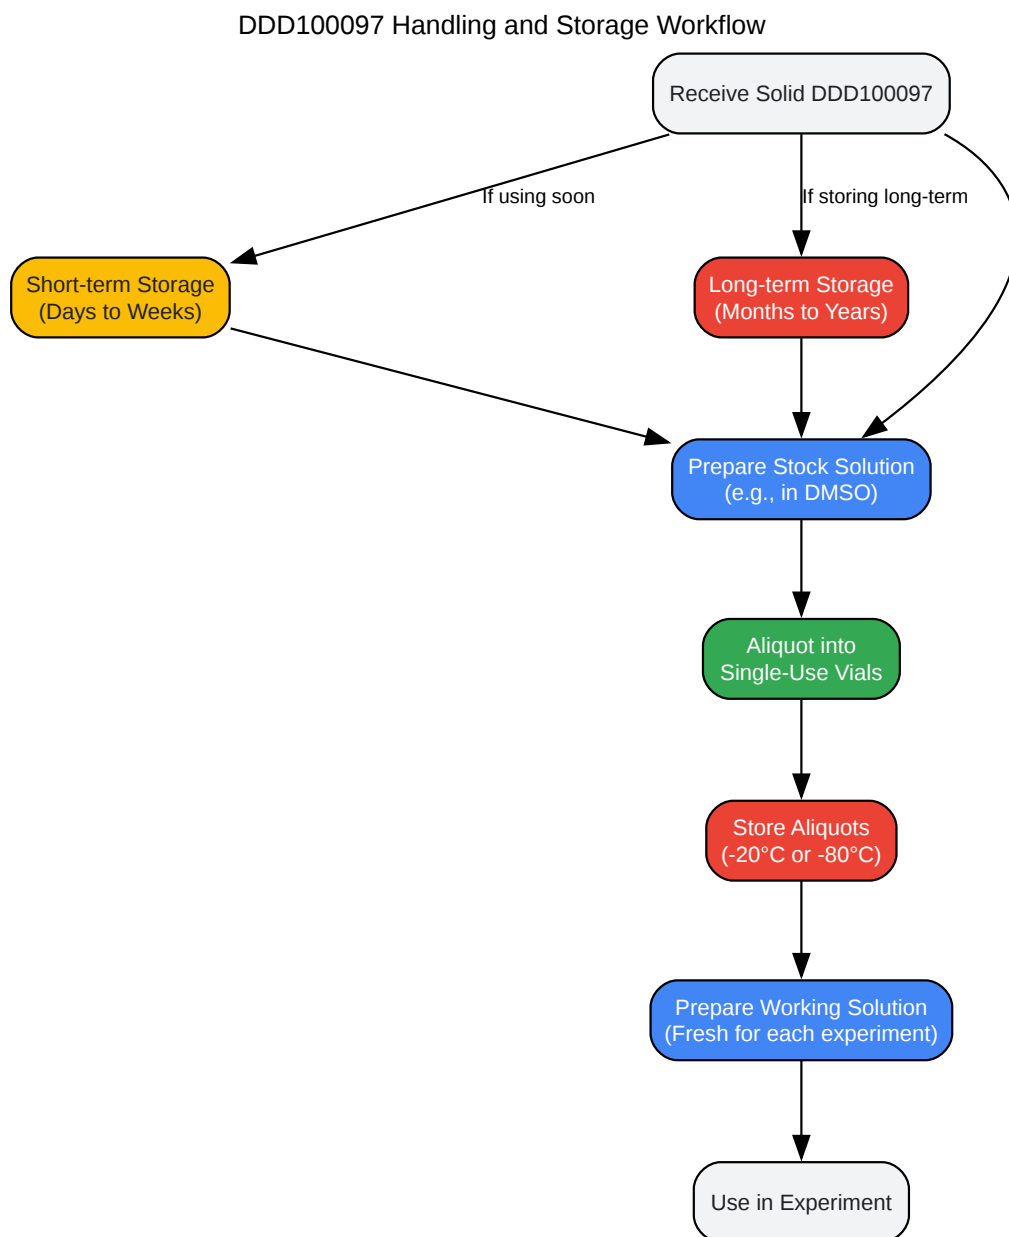 DDD100097 Handling and Storage Workflow
Receive Solid DDD100097
If using soon
If storing long-term
Short-term Storage
(Days to Weeks)
Long-term Storage
(Months to Years)
Prepare Stock Solution
(e.g., in DMSO)
Aliquot into
Single-Use Vials
Store Aliquots
(-20°C or -80°C)
Prepare Working Solution
(Fresh for each experiment)
Use in Experiment